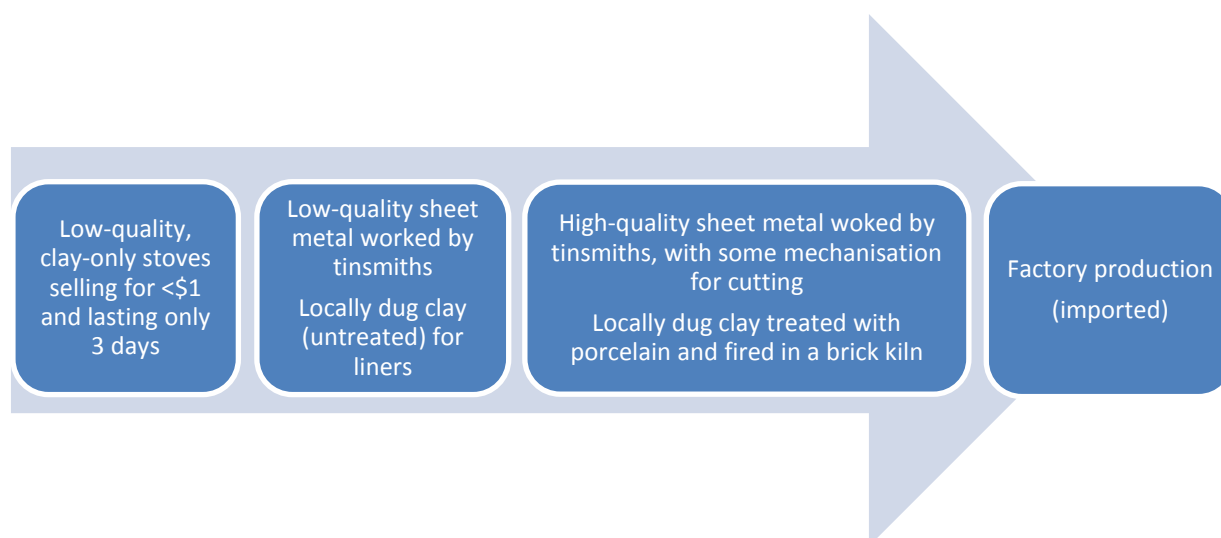 Low-quality,
clay-only stoves
selling for <$1
and lasting only
3 days
Low-quality sheet
metal worked by
tinsmiths
Locally dug clay
(untreated) for
liners
High-quality sheet metal woked by
tinsmiths, with some mechanisation
for cutting
Locally dug clay treated with
porcelain and fired in a brick kiln
Factory production
(imported)